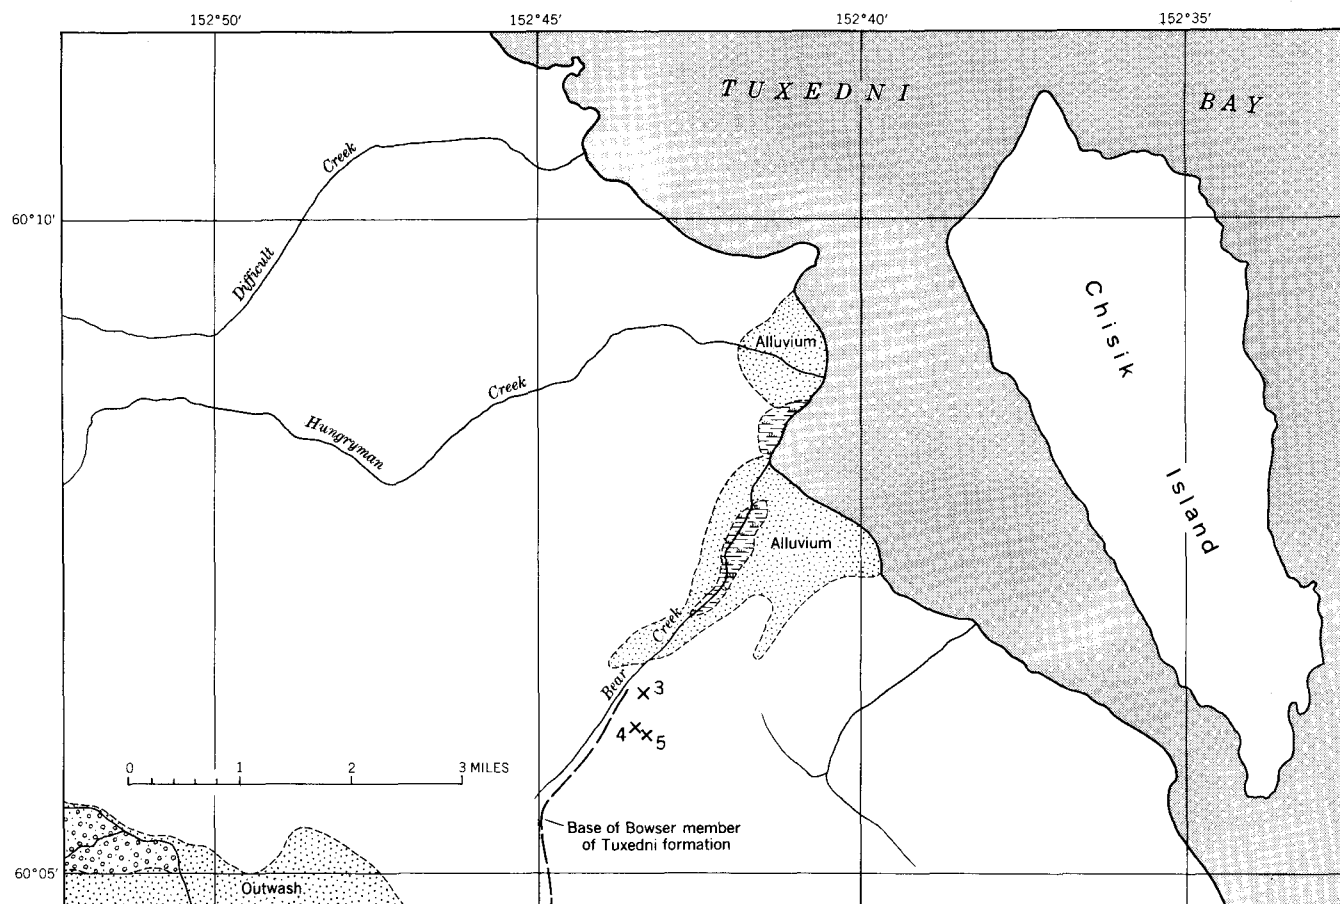 152°50′ 152°45′ 152°40′ 152°35′
TUXEDNI BAY
Creek
60°10′
Difficult
Chisik
Alluvium
Creek
Hungryman
Island
Alluvium
Creek
Bear
3
4 5
0 1 2 3 MILES
Base of Bowser member
of Tuxedni formation
60°05′
Outwash